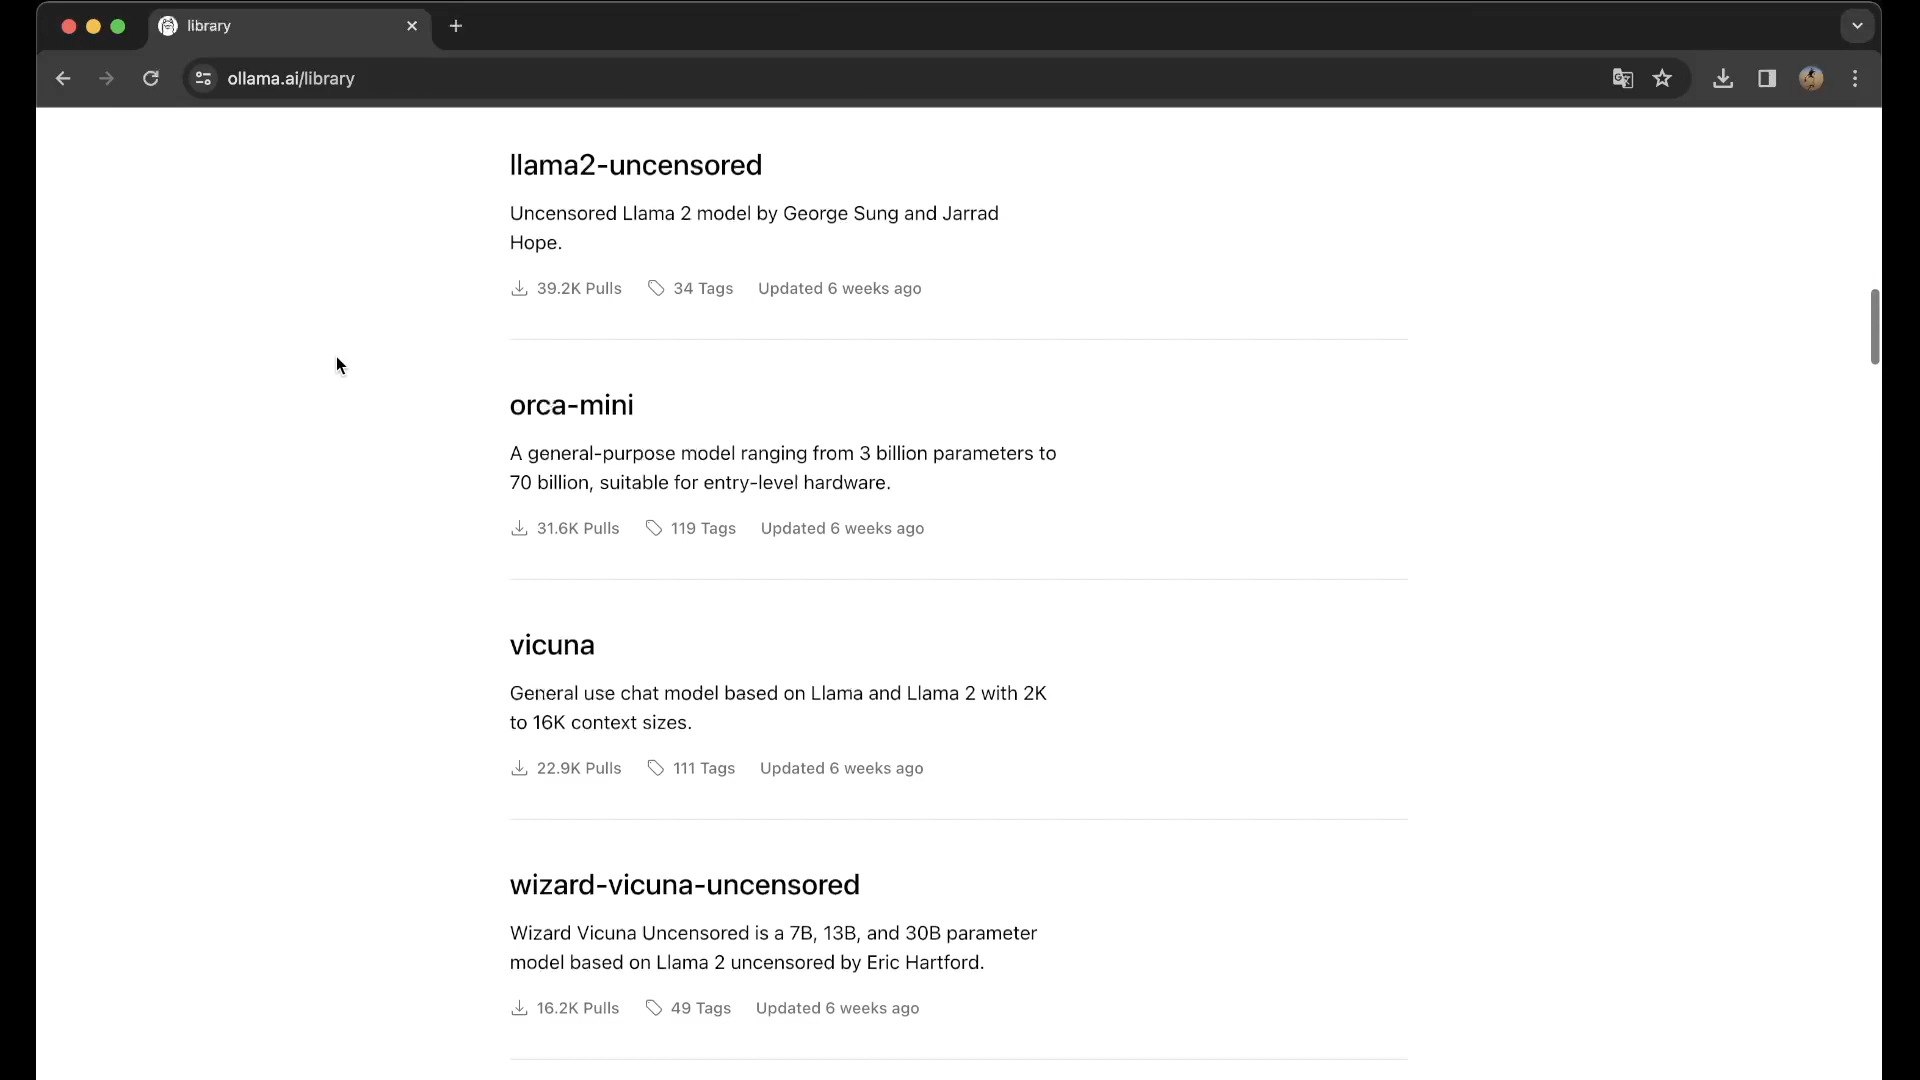 library
ollama.ai/library
llama2-uncensored
Uncensored Llama 2 model by George Sung and Jarrad
Hope.
39.2K Pulls 34 Tags Updated 6 weeks ago
orca-mini
A general-purpose model ranging from 3 billion parameters to
70 billion, suitable for entry-level hardware.
31.6K Pulls 119 Tags Updated 6 weeks ago
vicuna
General use chat model based on Llama and Llama 2 with 2K
to 16K context sizes.
22.9K Pulls 111 Tags Updated 6 weeks ago
wizard-vicuna-uncensored
Wizard Vicuna Uncensored is a 7B, 13B, and 30B parameter
model based on Llama 2 uncensored by Eric Hartford.
16.2K Pulls 49 Tags Updated 6 weeks ago